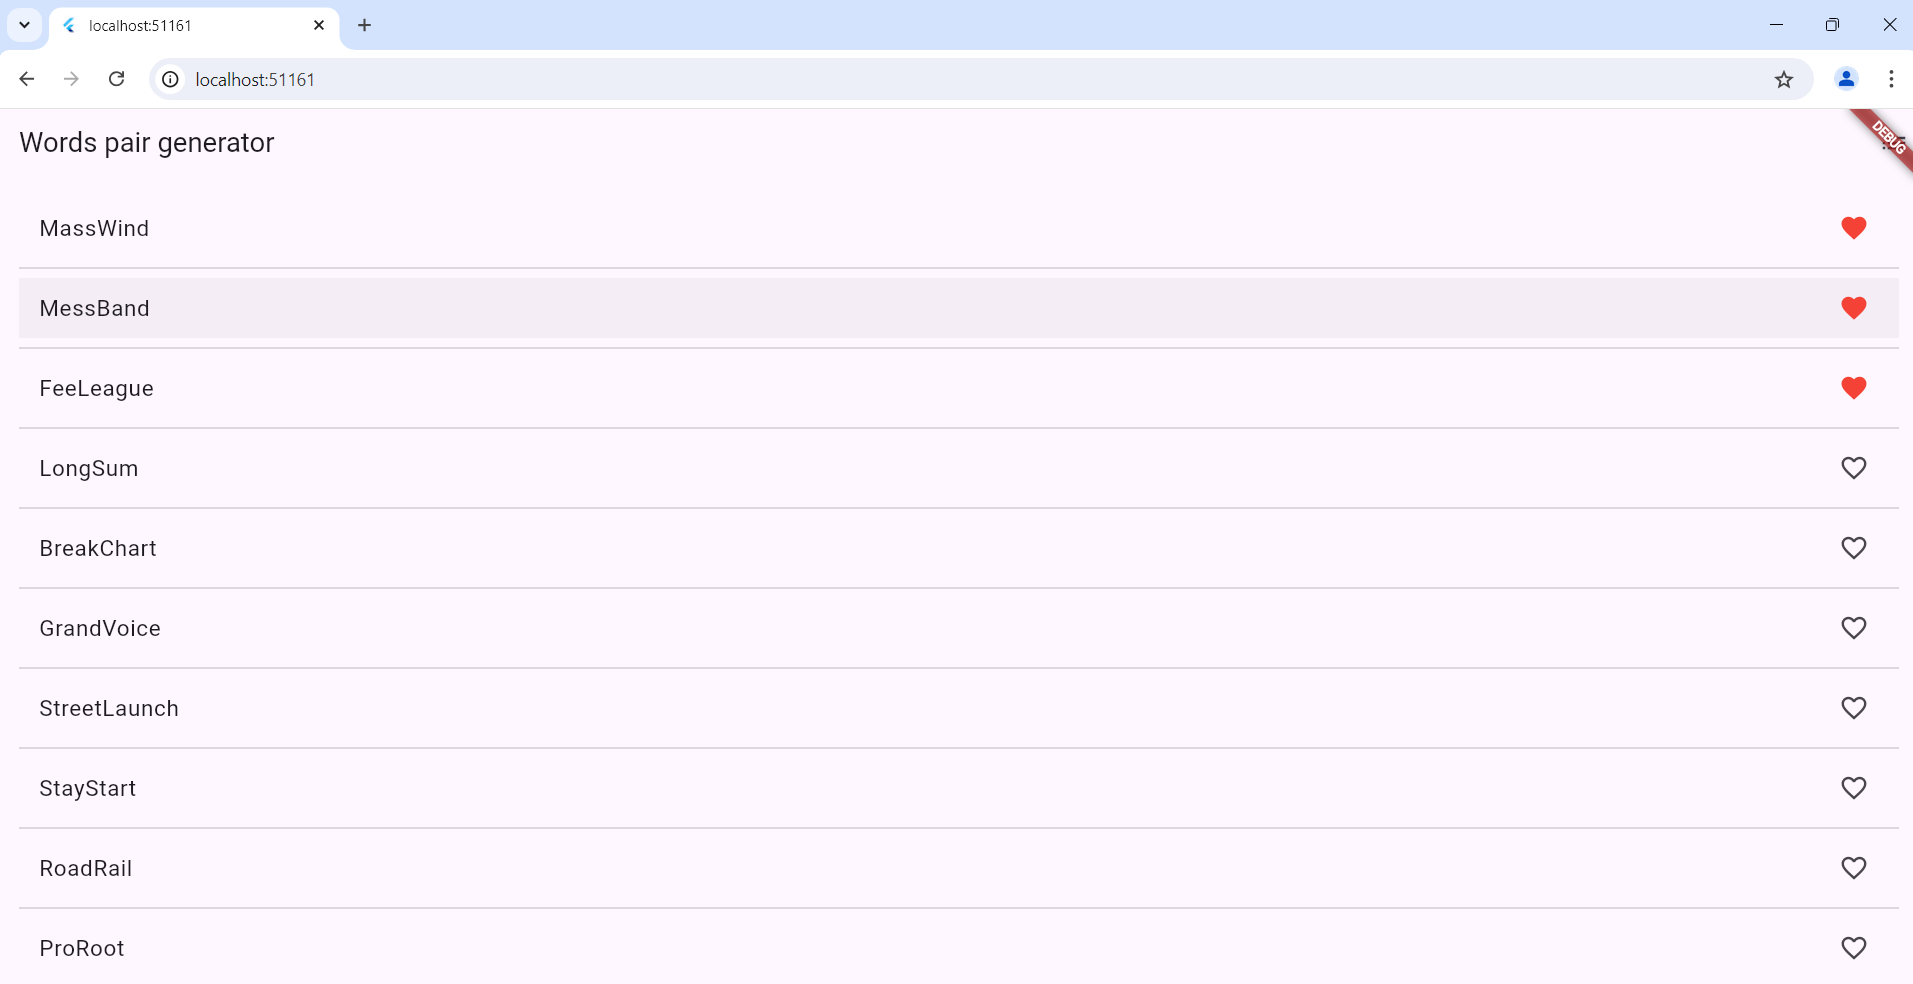 localhost:51161
localhost:51161
Words pair generator
DEBUG
MassWind
MessBand
FeeLeague
LongSum
BreakChart
GrandVoice
StreetLaunch
StayStart
RoadRail
ProRoot